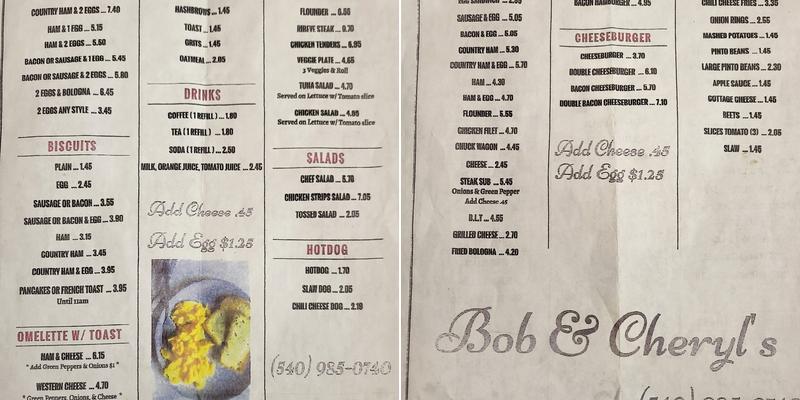 COUNTRY HAM & 2 EGGS ... 7.40
HAM & 1 EGG ... 5.15
HAM & 2 EGGS ... 5.50
BACON OR SAUSAGE & 1 EGG ... 5.45
BACON OR SAUSAGE & 2 EGGS ... 5.80
2 EGGS & BOLOGNA ... 6.45
2 EGGS ANY STYLE ... 3.45
BISCUITS
PLAIN ... 1.45
EGG ... 2.45
SAUSAGE OR BACON ... 3.55
SAUSAGE OR BACON & EGG ... 3.90
HAM ... 3.15
COUNTRY HAM ... 3.45
COUNTRY HAM & EGG ... 3.95
PANCAKES OR FRENCH TOAST ... 3.95
Until 11am
OMELETTE W/ TOAST
HAM & CHEESE ... 6.15
* Add Green Peppers & Onions $1 *
WESTERN CHEESE ... 4.70
* Green Peppers, Onions, & Cheese *
HASHBROWS ... 1.45
TOAST ... 1.45
GRITS ... 1.45
OATMEAL ... 2.05
DRINKS
COFFEE (1 REFILL) ... 1.80
TEA (1 REFILL) ... 1.80
SODA (1 REFILL) ... 2.50
MILK, ORANGE JUICE, TOMATO JUICE ... 2.45
Add Cheese .45
Add Egg $1.25
FLOUNDER ... 6.55
RIBEYE STEAK ... 9.70
CHICKEN TENDERS ... 6.95
VEGGIE PLATE ... 4.65
3 Veggies & Roll
TUNA SALAD ... 4.70
Served on Lettuce w/ Tomato slice
CHICKEN SALAD ... 4.95
Served on Lettuce w/ Tomato slice
SALADS
CHEF SALAD ... 5.70
CHICKEN STRIPS SALAD ... 7.05
TOSSED SALAD ... 2.05
HOTDOG
HOTDOG ... 1.70
SLAW DOG ... 2.05
CHILI CHEESE DOG ... 2.19
(540) 985-0740
SAUSAGE & EGG ... 5.05
BACON & EGG ... 5.05
COUNTRY HAM ... 5.30
COUNTRY HAM & EGG ... 5.70
HAM ... 4.30
HAM & EGG ... 4.70
FLOUNDER ... 5.55
CHICKEN FILET ... 4.70
CHUCK WAGON ... 4.45
CHEESE ... 2.45
STEAK SUB ... 5.45
Onions & Green Pepper
Add Cheese .45
B.L.T ... 4.55
GRILLED CHEESE ... 2.70
FRIED BOLOGNA ... 4.20
BACON HAMBURGER ... 4.95
CHEESEBURGER
CHEESEBURGER ... 3.70
DOUBLE CHEESEBURGER ... 6.10
BACON CHEESEBURGER ... 5.70
DOUBLE BACON CHEESEBURGER ... 7.10
Add Cheese .45
Add Egg $1.25
CHILI CHEESE FRIES ... 3.35
ONION RINGS ... 2.55
MASHED POTATOES ... 1.45
PINTO BEANS ... 1.45
LARGE PINTO BEANS ... 2.30
APPLE SAUCE ... 1.45
COTTAGE CHEESE ... 1.45
BEETS ... 1.45
SLICES TOMATO (3) ... 2.05
SLAW ... 1.45
Bob & Cheryl's